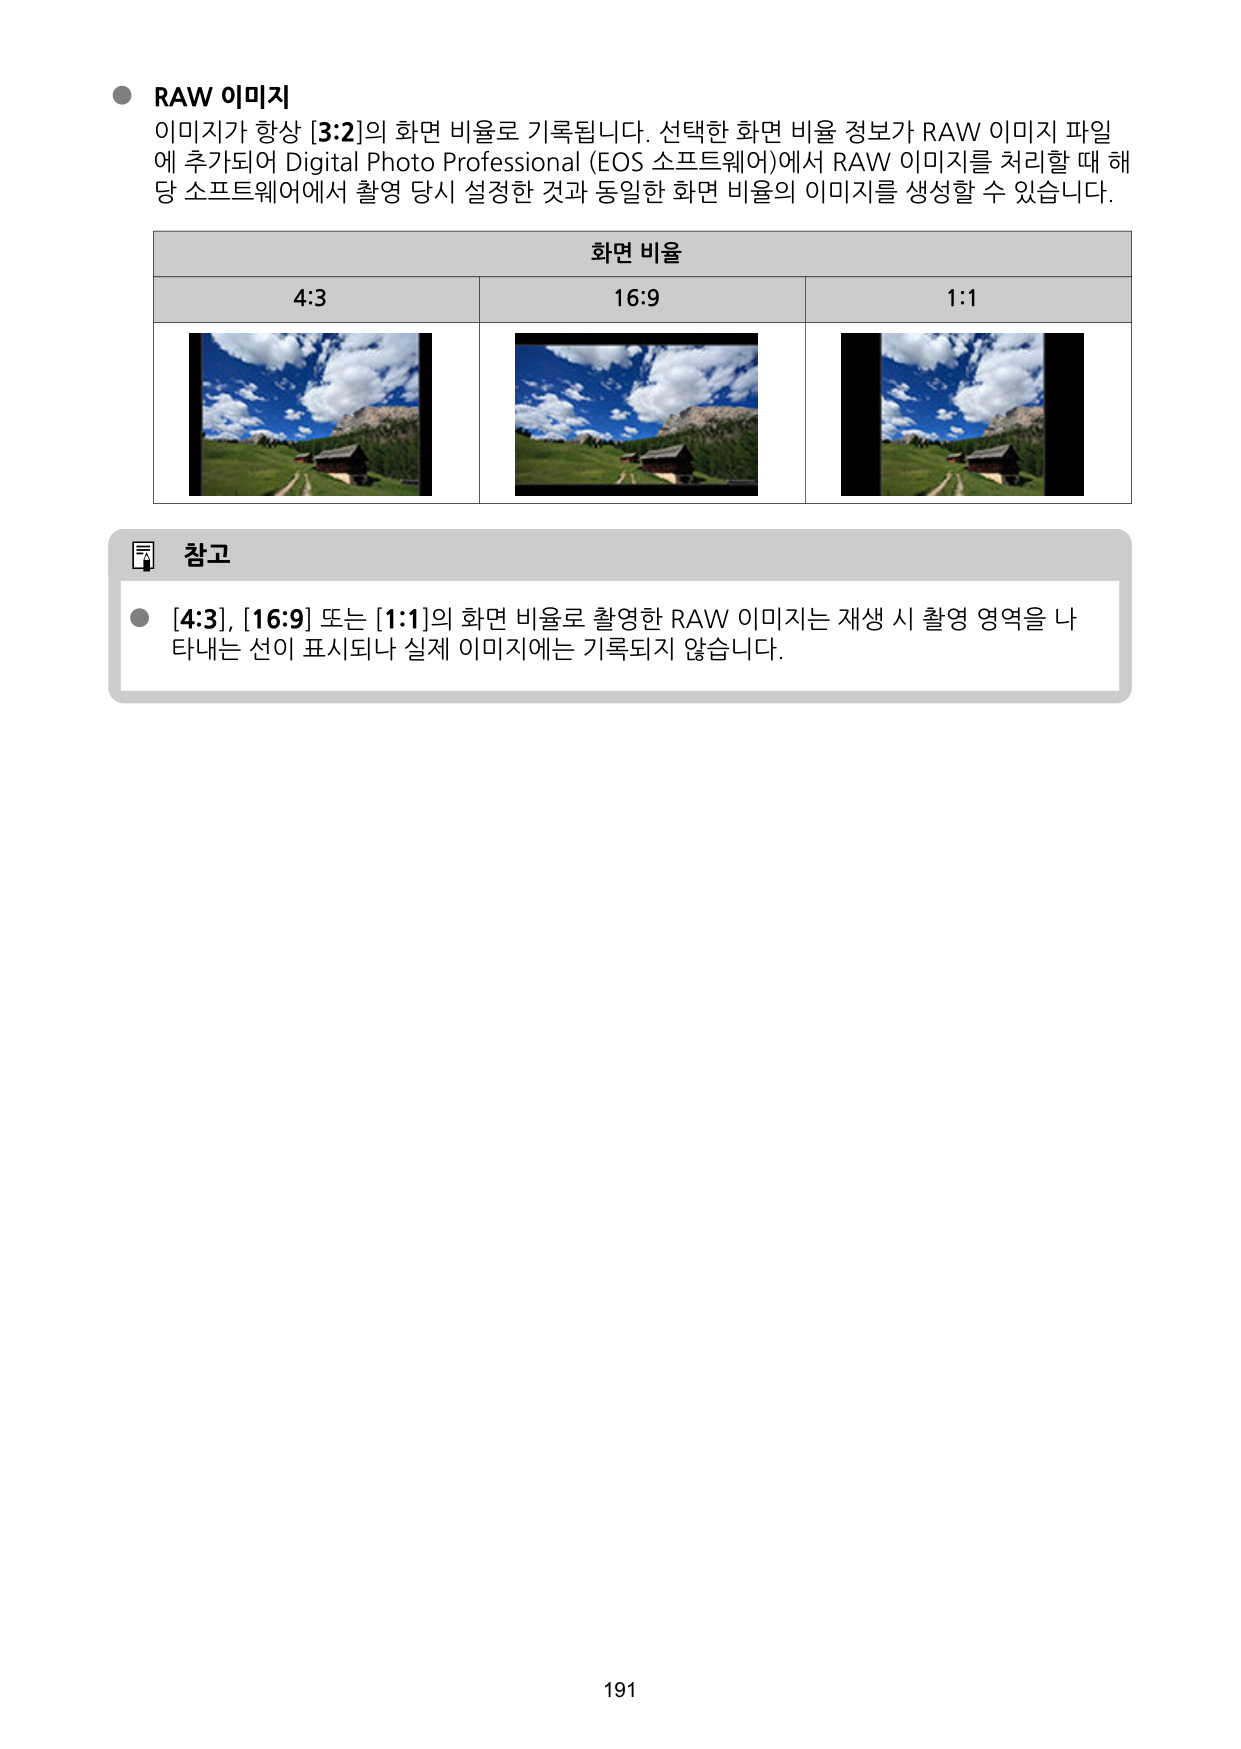 RAW 이미지
이미지가 항상 [3:2]의 화면 비율로 기록됩니다. 선택한 화면 비율 정보가 RAW 이미지 파일
에 추가되어 Digital Photo Professional (EOS 소프트웨어)에서 RAW 이미지를 처리할 때 해
당 소프트웨어에서 촬영 당시 설정한 것과 동일한 화면 비율의 이미지를 생성할 수 있습니다.
화면 비율
4:3 16:9 1:1
참고
[4:3], [16:9] 또는 [1:1]의 화면 비율로 촬영한 RAW 이미지는 재생 시 촬영 영역을 나
타내는 선이 표시되나 실제 이미지에는 기록되지 않습니다.
191